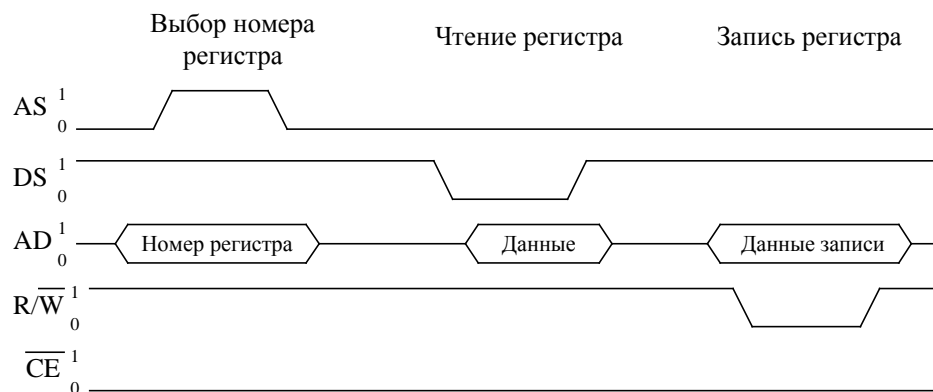 Выбор номера
регистра
Чтение регистра
Запись регистра
AS 1
0
DS 1
0
AD 1
0
Номер регистра
Данные
Данные записи
R/W̅ 1
0
C̅E̅ 1
0